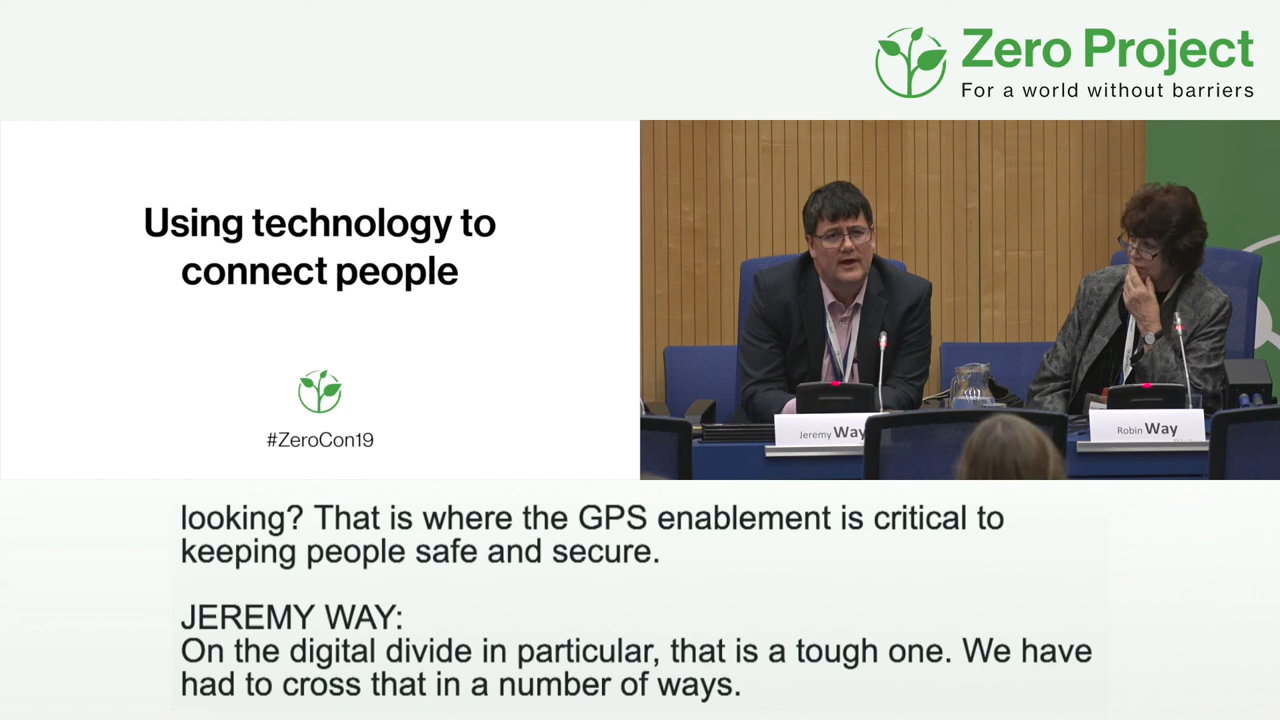 Zero Project
For a world without barriers
Using technology to
connect people
#ZeroCon19
Jeremy Way
Robin Way
looking? That is where the GPS enablement is critical to
keeping people safe and secure.
JEREMY WAY:
On the digital divide in particular, that is a tough one. We have
had to cross that in a number of ways.